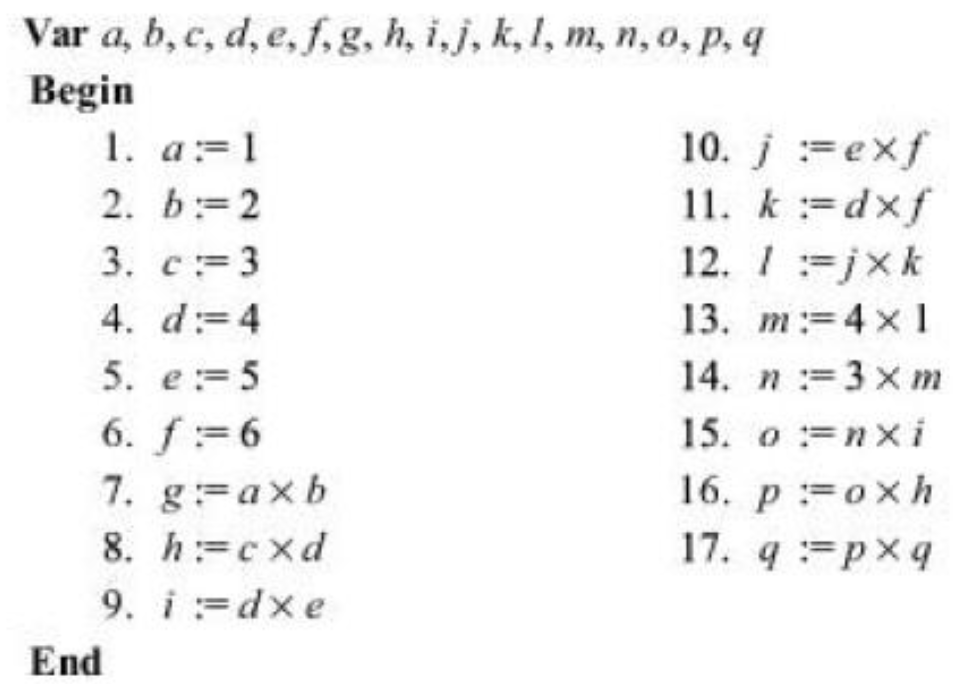 Var a, b, c, d, e, f, g, h, i, j, k, l, m, n, o, p, q
Begin
1. a := 1
2. b := 2
3. c := 3
4. d := 4
5. e := 5
6. f := 6
7. g := a × b
8. h := c × d
9. i := d × e
10. j := e × f
11. k := d × f
12. l := j × k
13. m := 4 × 1
14. n := 3 × m
15. o := n × i
16. p := o × h
17. q := p × q
End